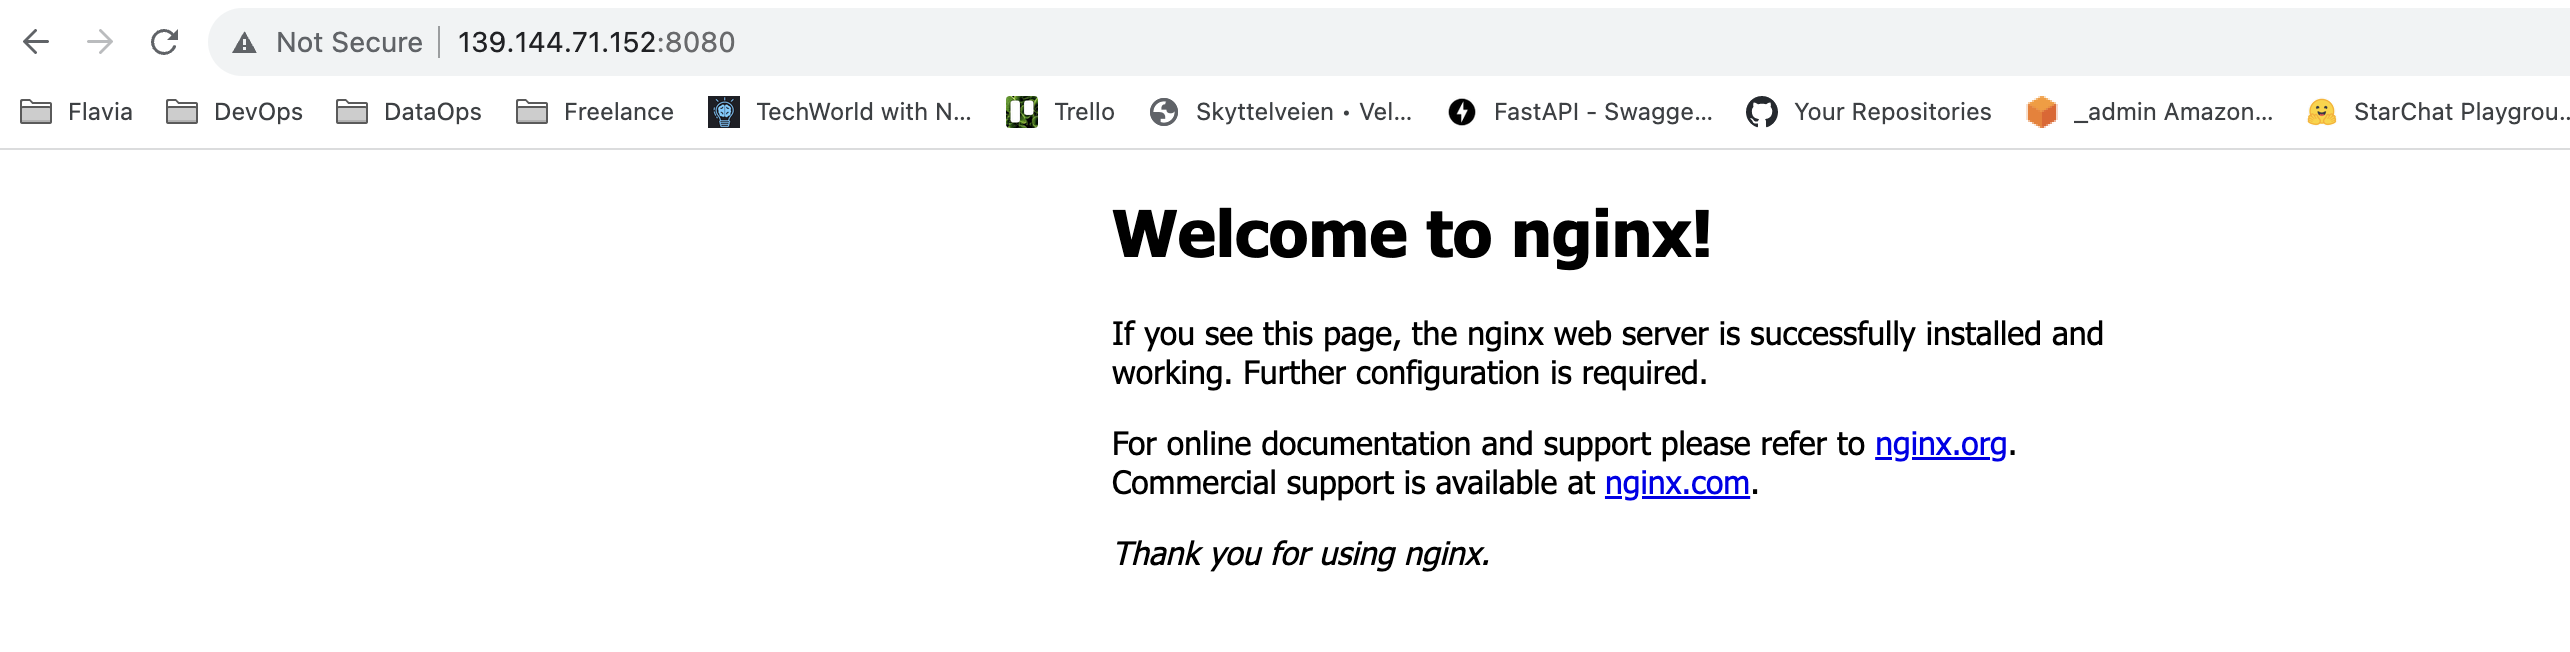 Not Secure 139.144.71.152:8080
Flavia DevOps DataOps Freelance TechWorld with N... Trello Skyttelveien • Vel... FastAPI - Swagge... Your Repositories _admin Amazon... StarChat Playgrou...
Welcome to nginx!
If you see this page, the nginx web server is successfully installed and
working. Further configuration is required.
For online documentation and support please refer to nginx.org.
Commercial support is available at nginx.com.
Thank you for using nginx.